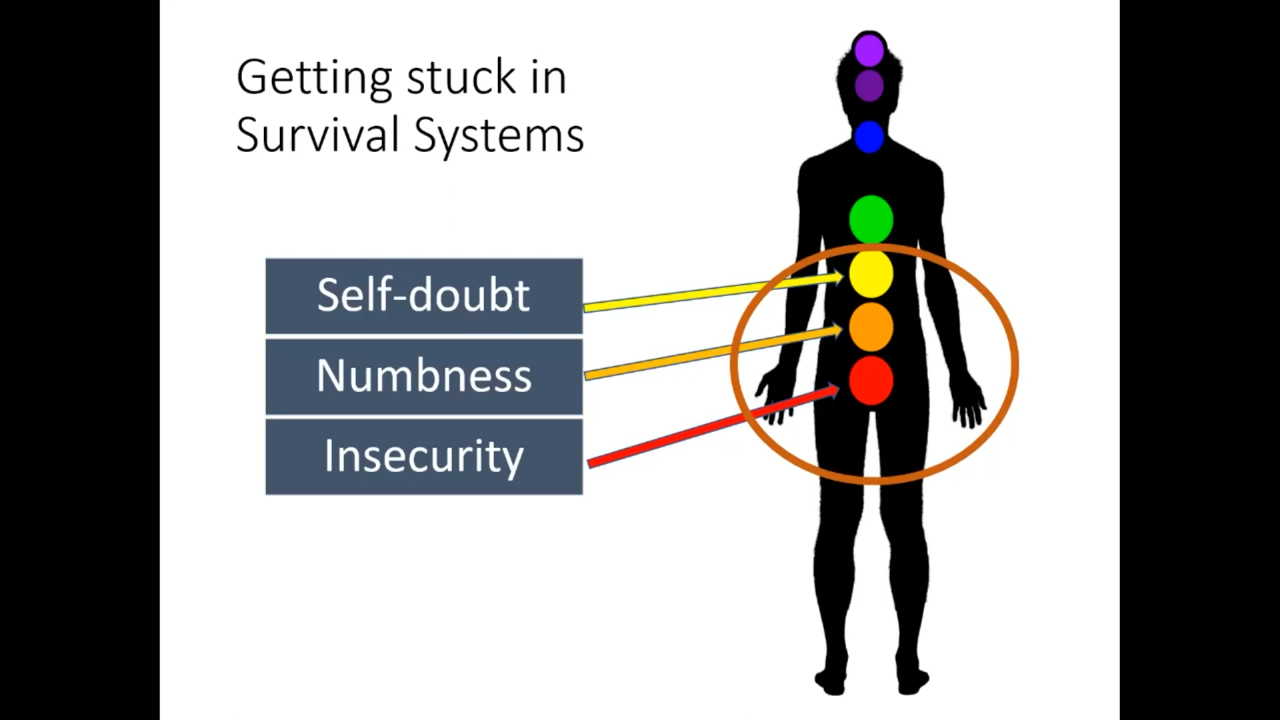 Getting stuck in
Survival Systems
Self-doubt
Numbness
Insecurity